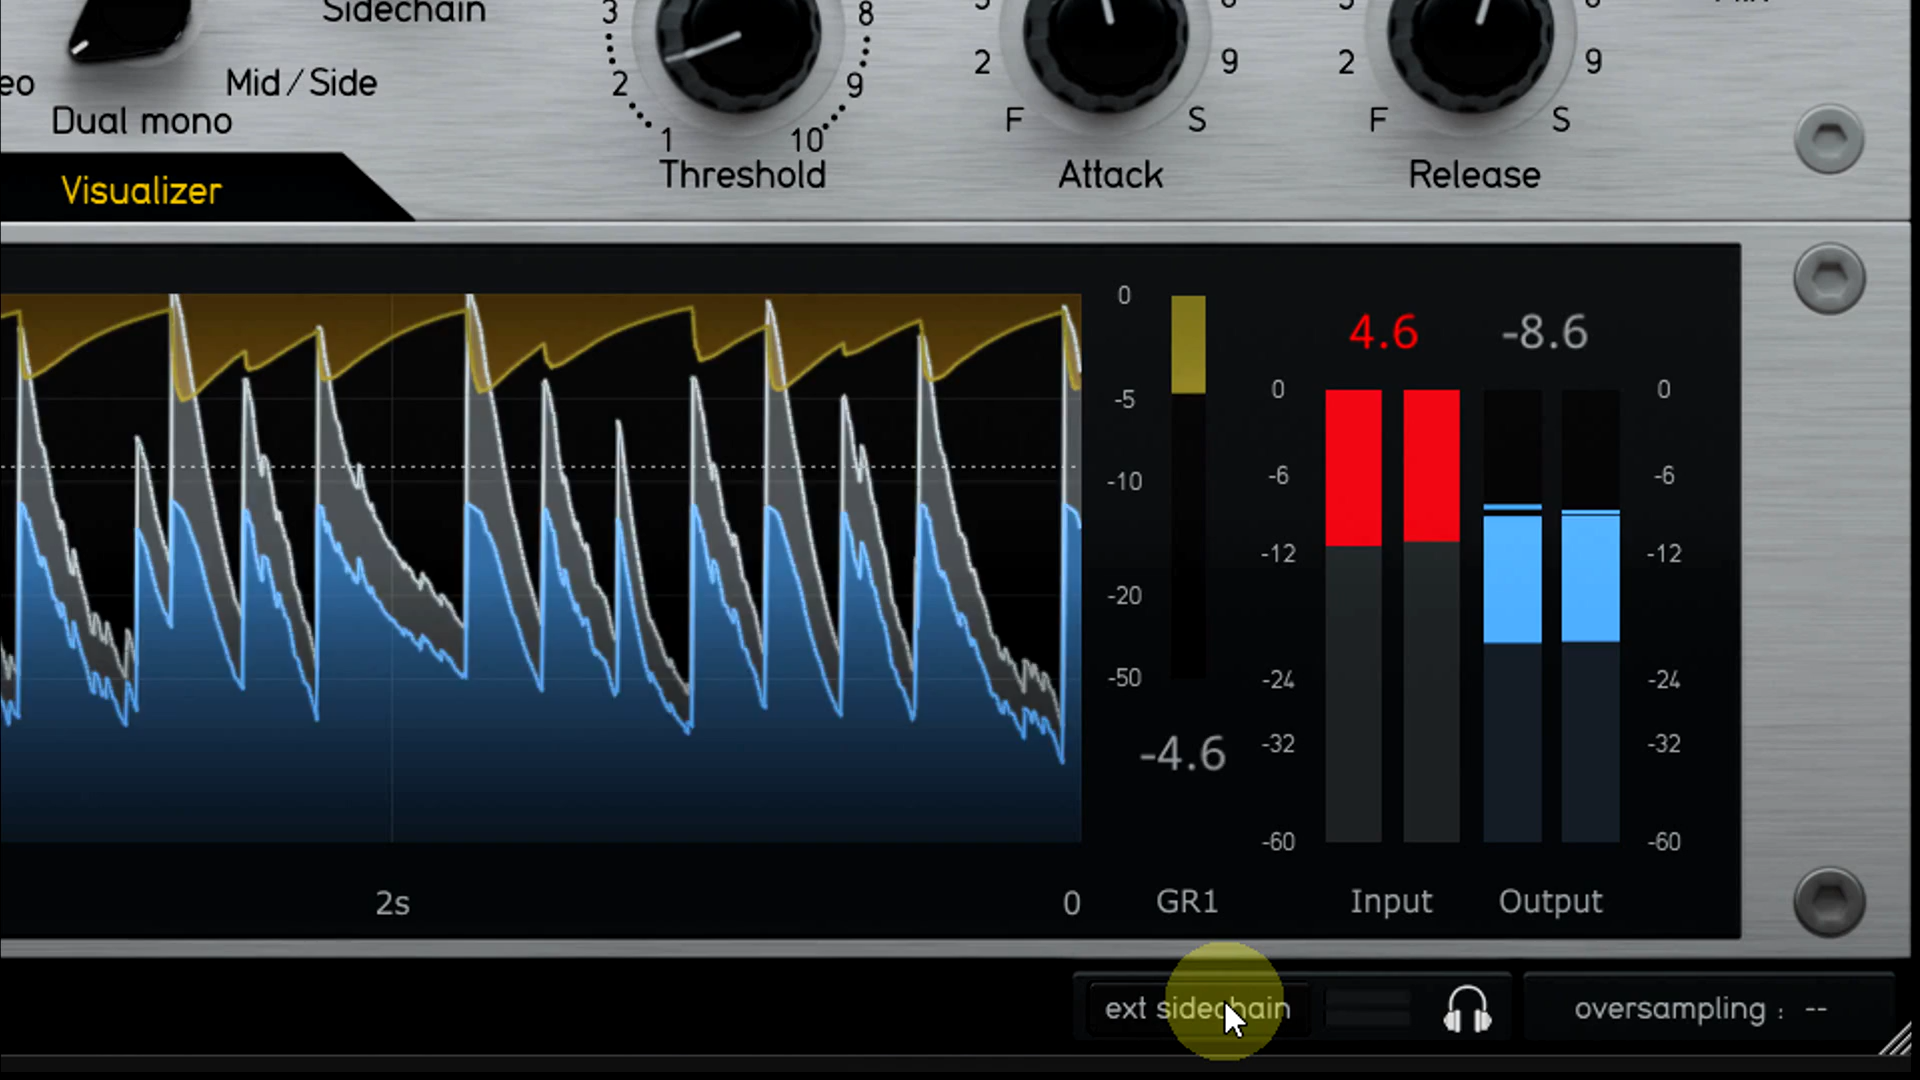 Sidechain
3 8
2 9
1 10
2 9
F S
2 9
F S
eo Mid / Side
Dual mono
Threshold
Attack
Release
Visualizer
0
-5
-10
-20
-50
-4.6
GR1
4.6 -8.6
0 0
-6 -6
-12 -12
-24 -24
-32 -32
-60 -60
Input Output
2s 0
ext sidechain
oversampling : --